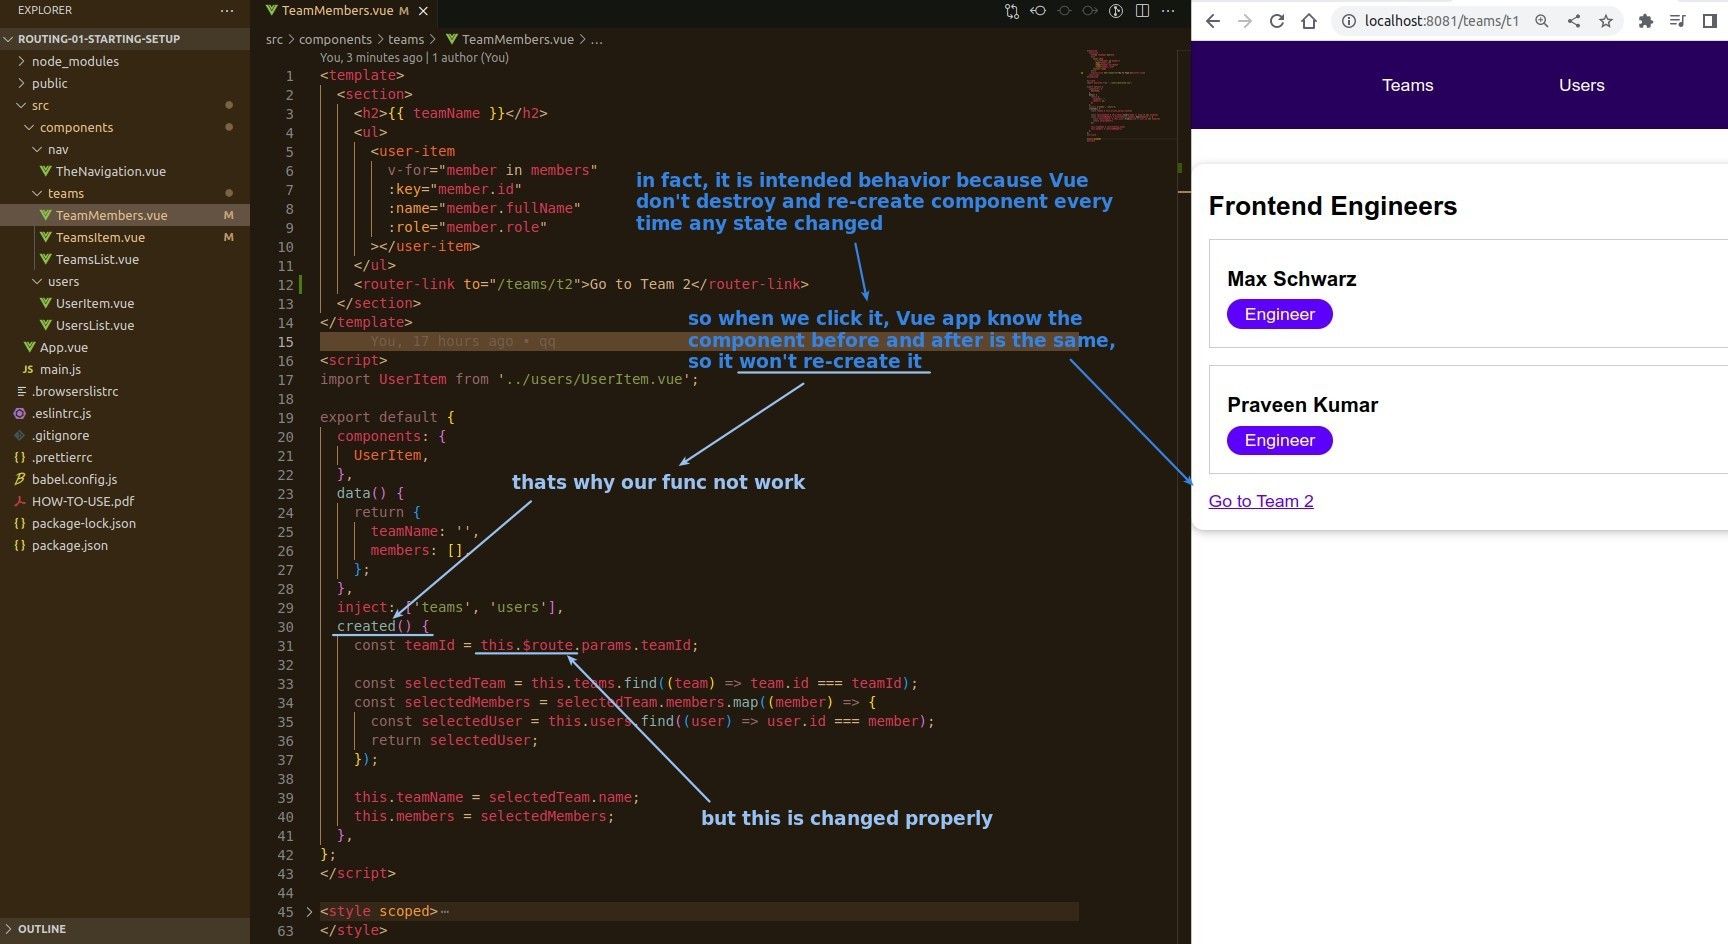 EXPLORER
ROUTING-01-STARTING-SETUP
node_modules
public
src
components
nav
TheNavigation.vue
teams
TeamMembers.vue M
TeamsItem.vue M
TeamsList.vue
users
UserItem.vue
UsersList.vue
App.vue
JS main.js
.browserslistrc
.eslintrc.js
.gitignore
{} .prettierrc
babel.config.js
HOW-TO-USE.pdf
{} package-lock.json
{} package.json
OUTLINE
TeamMembers.vue M
src > components > teams > TeamMembers.vue > ...
You, 3 minutes ago | 1 author (You)
1 <template>
2 <section>
3 <h2>{{ teamName }}</h2>
4 <ul>
5 <user-item
6 v-for="member in members"
7 :key="member.id"
8 :name="member.fullName"
9 :role="member.role"
10 ></user-item>
11 </ul>
12 <router-link to="/teams/t2">Go to Team 2</router-link>
13 </section>
14 </template>
15 You, 17 hours ago • qq
16 <script>
17 import UserItem from '../users/UserItem.vue';
18
19 export default {
20 components: {
21 UserItem,
22 },
23 data() {
24 return {
25 teamName: '',
26 members: [],
27 };
28 },
29 inject: ['teams', 'users'],
30 created() {
31 const teamId = this.$route.params.teamId;
32
33 const selectedTeam = this.teams.find((team) => team.id === teamId);
34 const selectedMembers = selectedTeam.members.map((member) => {
35 const selectedUser = this.users.find((user) => user.id === member);
36 return selectedUser;
37 });
38
39 this.teamName = selectedTeam.name;
40 this.members = selectedMembers;
41 },
42 };
43 </script>
44
45 <style scoped>⋯
63 </style>
in fact, it is intended behavior because Vue
don't destroy and re-create component every
time any state changed
so when we click it, Vue app know the
component before and after is the same,
so it won't re-create it
thats why our func not work
but this is changed properly
localhost:8081/teams/t1
Teams
Users
Frontend Engineers
Max Schwarz
Engineer
Praveen Kumar
Engineer
Go to Team 2